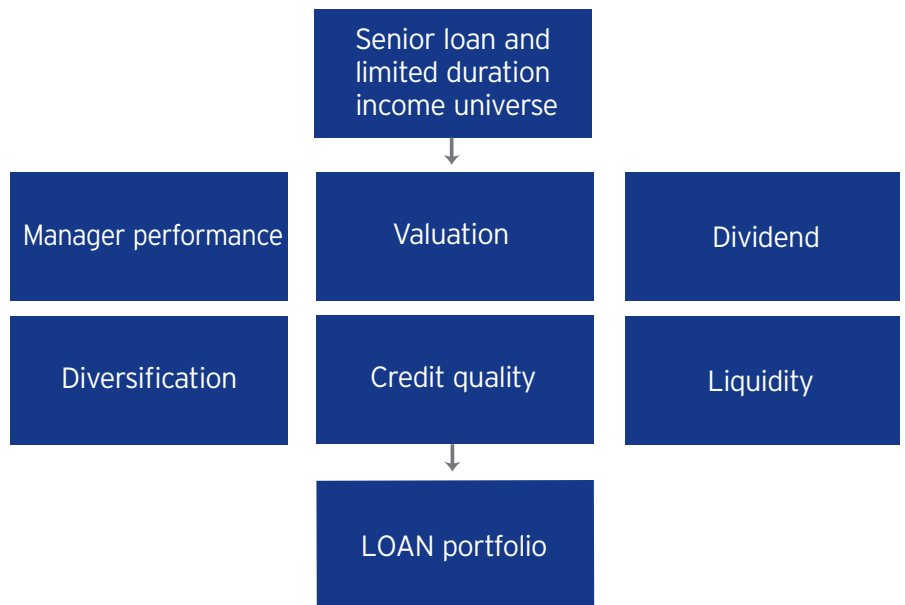 Senior loan and
limited duration
income universe
Manager performance
Valuation
Dividend
Diversification
Credit quality
Liquidity
LOAN portfolio